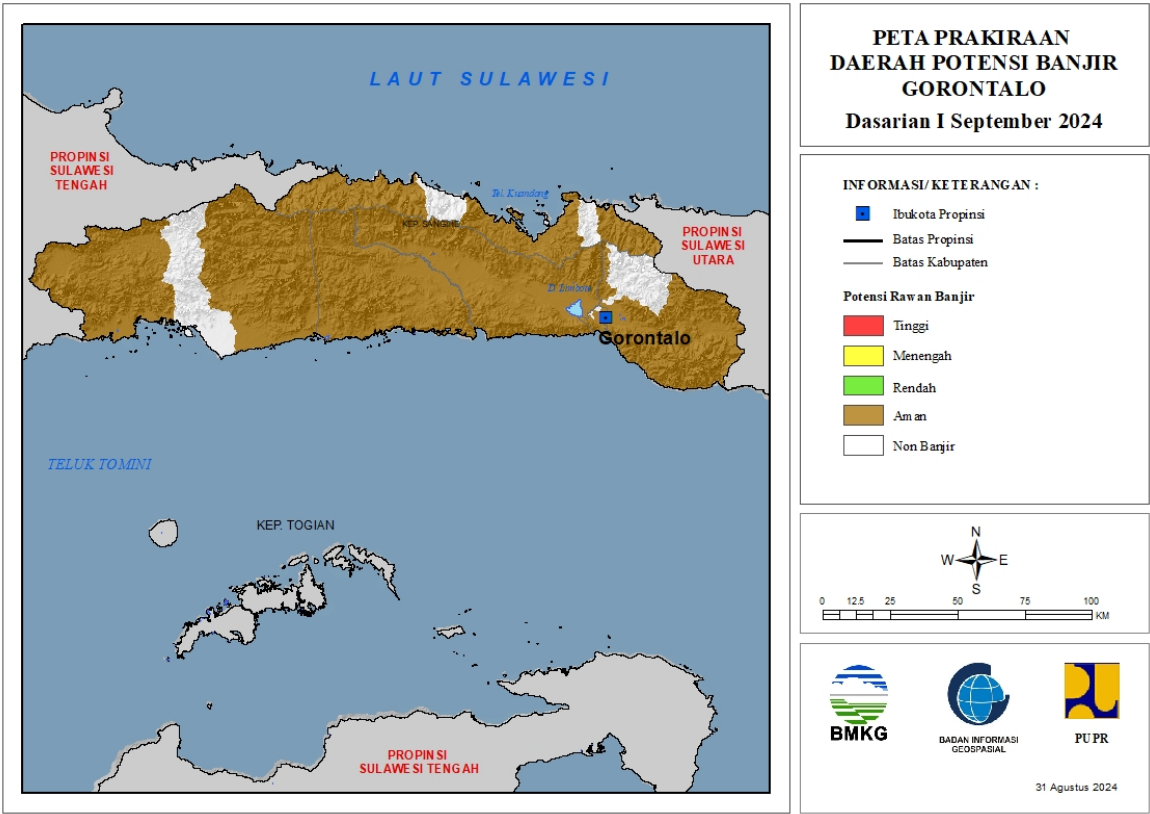 PETA PRAKIRAAN
DAERAH POTENSI BANJIR
GORONTALO
Dasarian I September 2024
LAUT SULAWESI
PROPINSI
SULAWESI
TENGAH
Tel. Kuandang
KEP. SANGIHE
PROPINSI
SULAWESI
UTARA
D. Limboto
Gorontalo
TELUK TOMINI
KEP. TOGIAN
PROPINSI
SULAWESI TENGAH
INFORMASI/ KETERANGAN :
Ibukota Propinsi
Batas Propinsi
Batas Kabupaten
Potensi Rawan Banjir
Tinggi
Menengah
Rendah
Aman
Non Banjir
N
W E
S
0 12.5 25 50 75 100
KM
BMKG
BADAN INFORMASI
GEOSPASIAL
PUPR
31 Agustus 2024